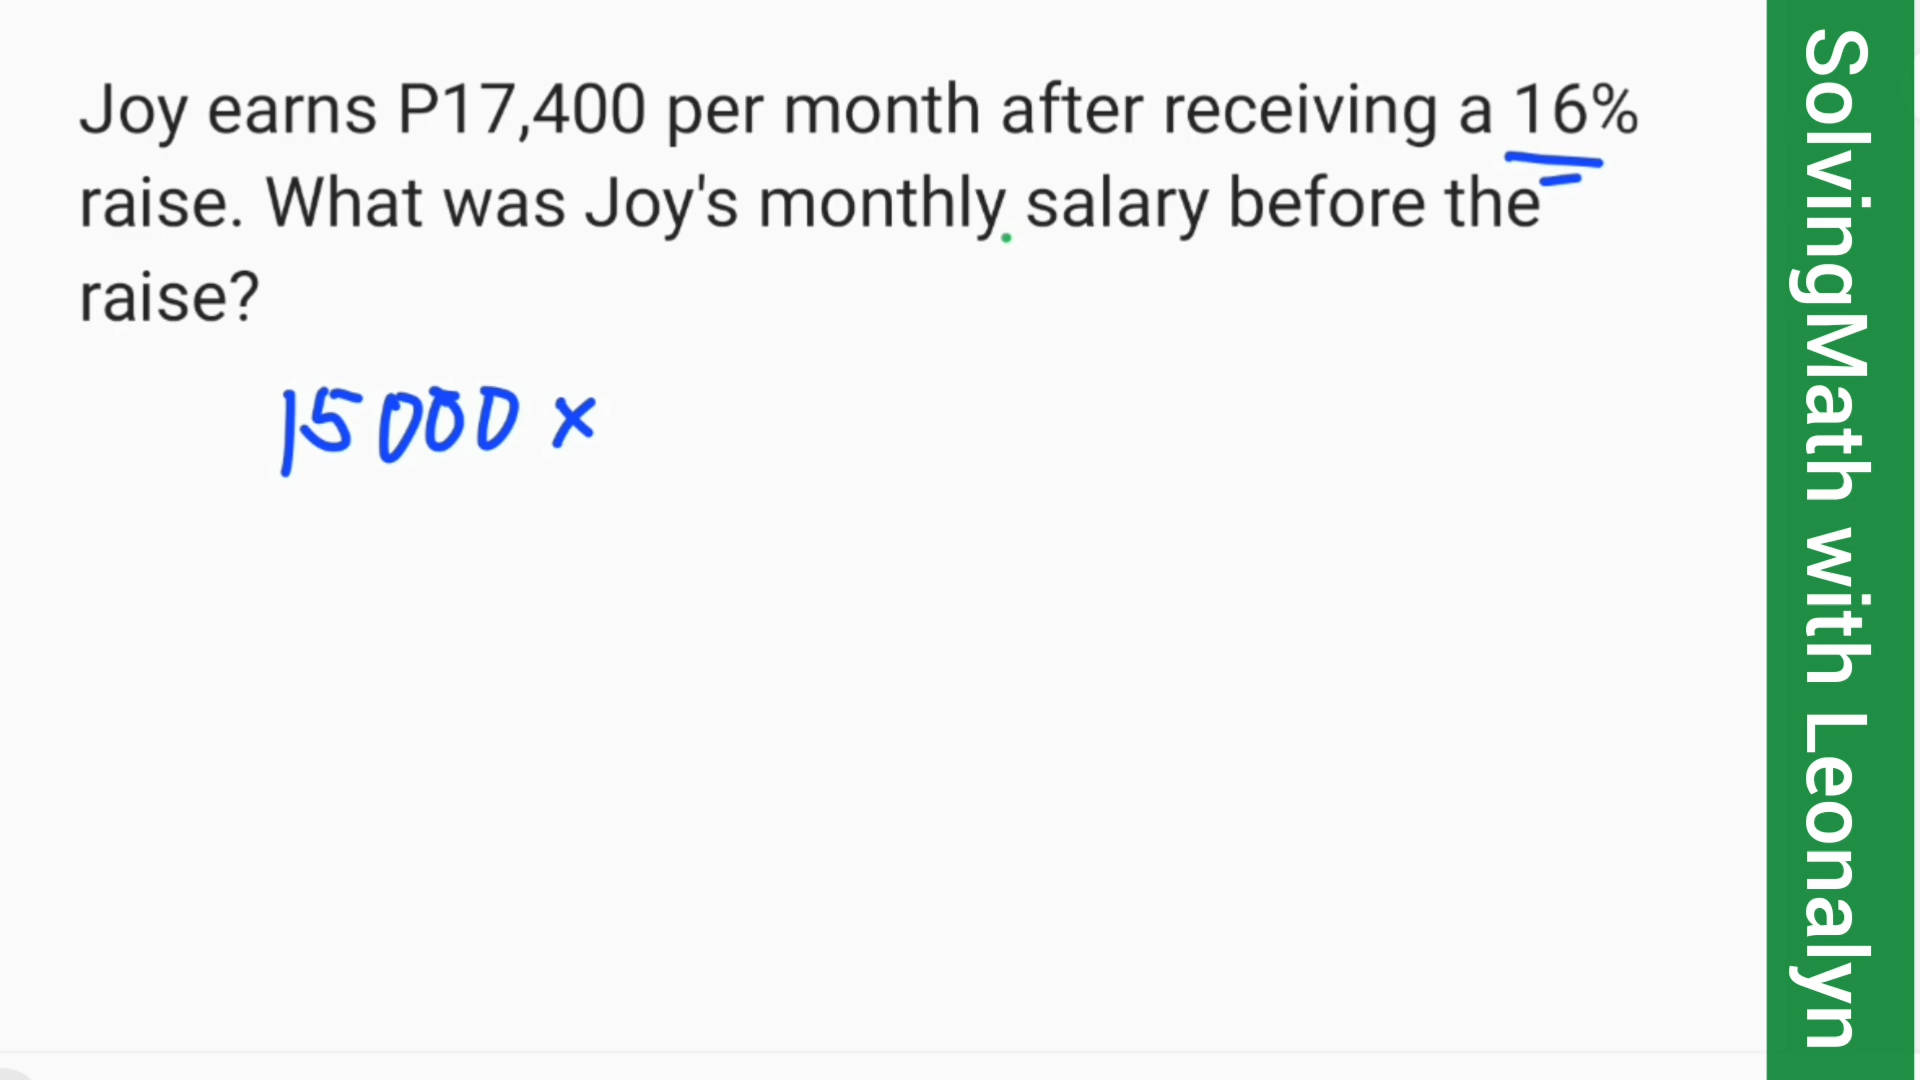 Joy earns P17,400 per month after receiving a 16%
raise. What was Joy's monthly salary before the
raise?
15000 ×
SolvingMath with Leonalyn